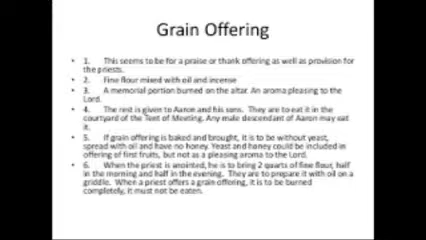 Grain Offering
• 1. This seems to be for a praise or thank offering as well as provision for
the priests.
• 2. Fine flour mixed with oil and incense
• 3. A memorial portion burned on the altar. An aroma pleasing to the
Lord.
• 4. The rest is given to Aaron and his sons. They are to eat it in the
courtyard of the Tent of Meeting. Any male descendant of Aaron may eat
it.
• 5. If grain offering is baked and brought, it is to be without yeast,
spread with oil and have no honey. Yeast and honey could be included in
offering of first fruits, but not as a pleasing aroma to the Lord.
• 6. When the priest is anointed, he is to bring 2 quarts of fine flour, half
in the morning and half in the evening. They are to prepare it with oil on a
griddle. When a priest offers a grain offering, it is to be burned
completely, it must not be eaten.